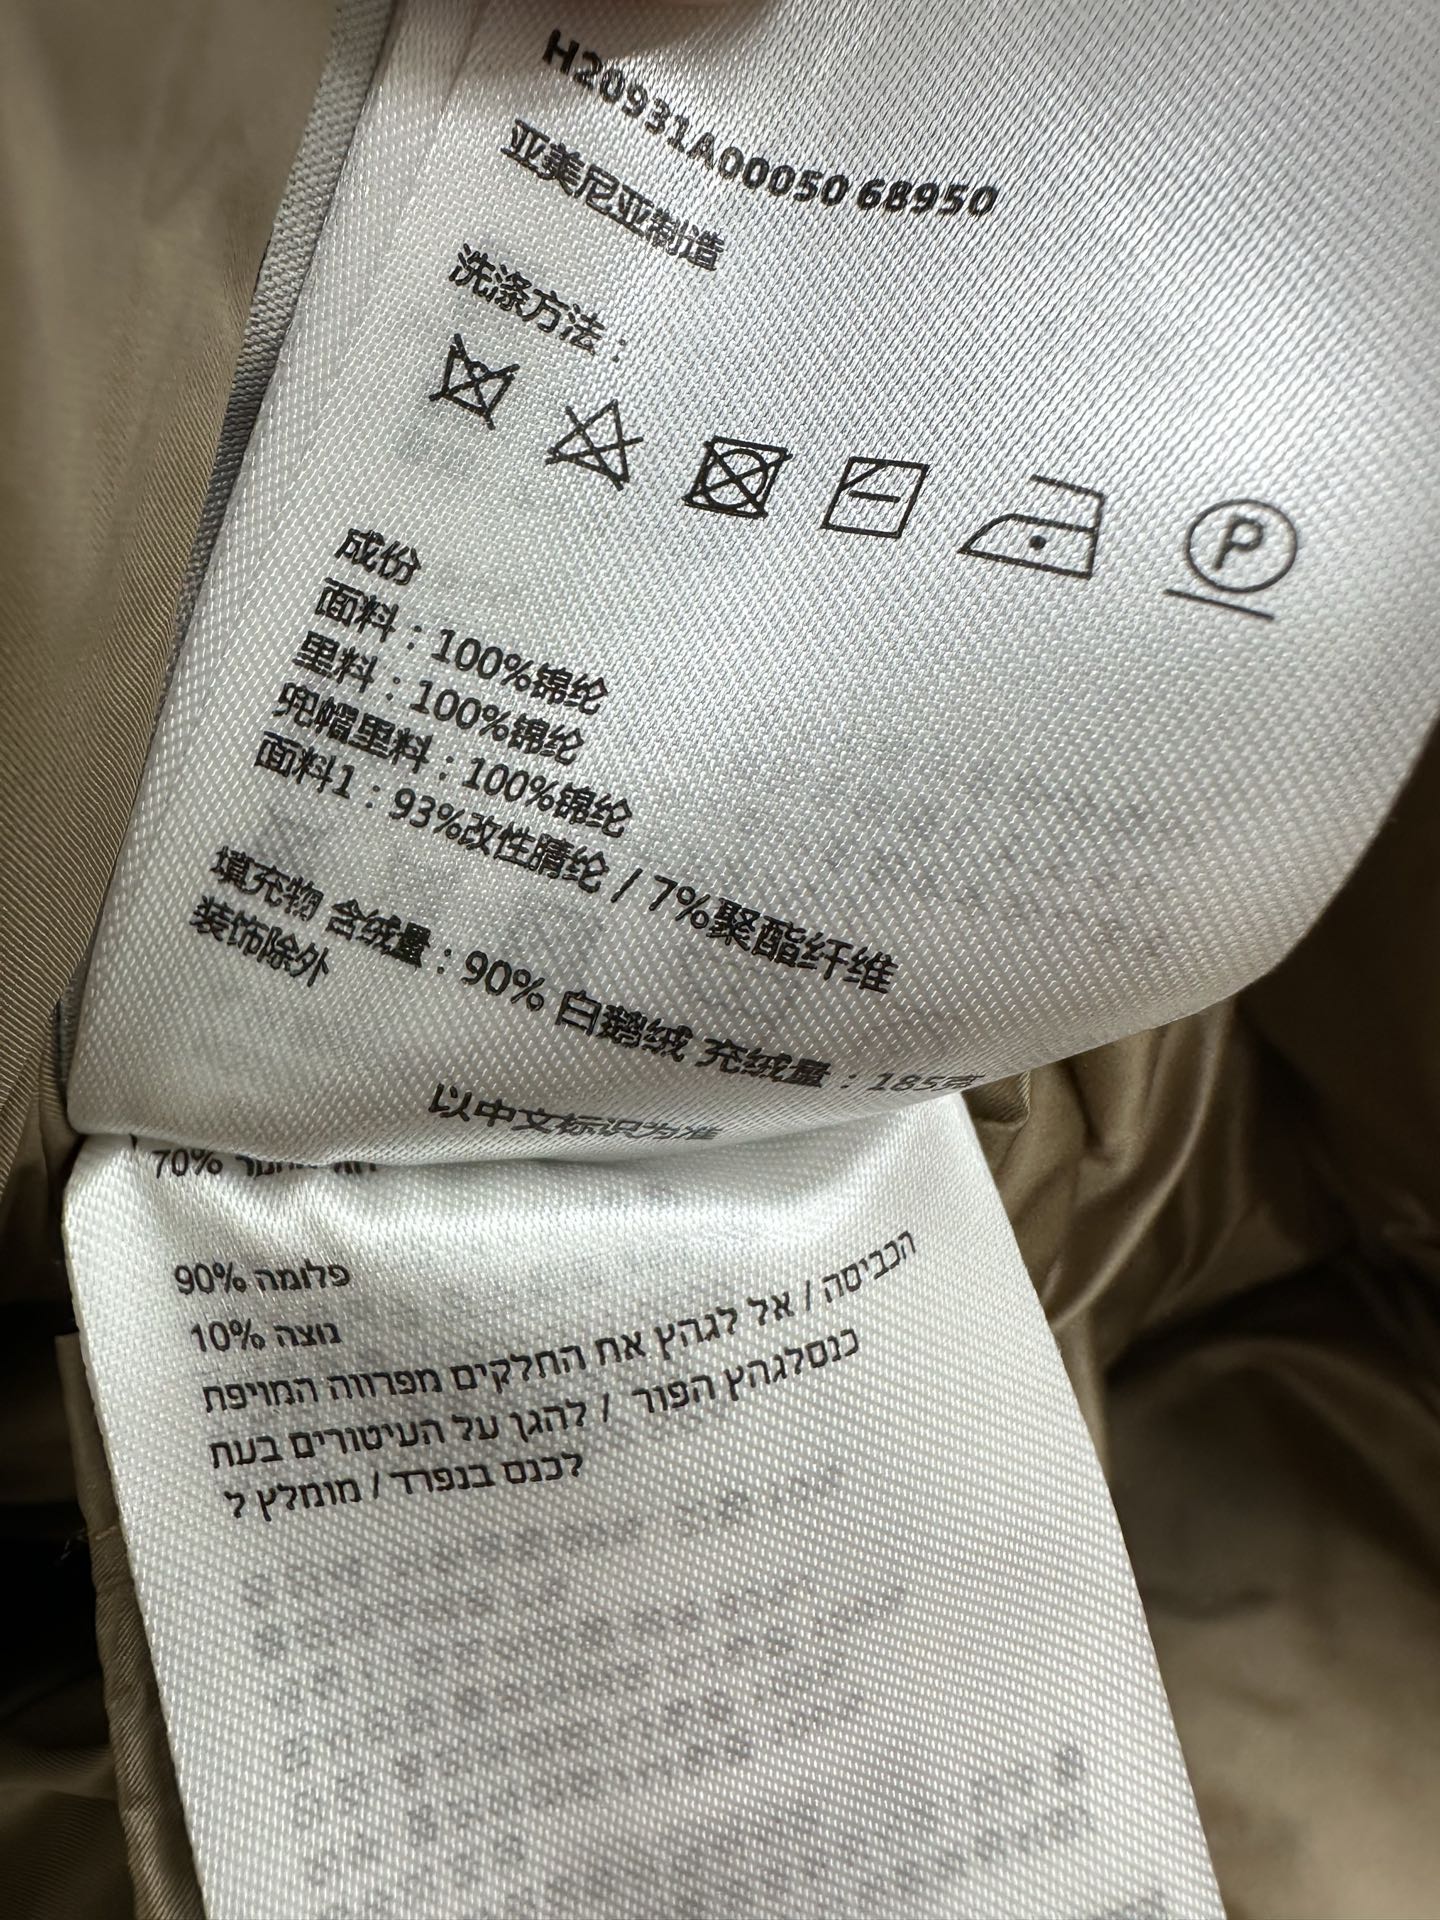 H20931A00050 68950
亚美尼亚制造
洗涤方法：
P
成份
面料：100%锦纶
里料：100%锦纶
兜帽里料：100%锦纶
面料1：93%改性腈纶 / 7%聚酯纤维
填充物 含绒量：90% 白鹅绒 充绒量：185克
装饰除外
以中文标识为准
70%
90% פלומה
10% נוצה
הכביסה / אל לגהץ את החלקים מפרווה המויפת
כנסלגהץ הפור / להגן על העיטורים בעת
לכנס בנפרד / מומלץ ל